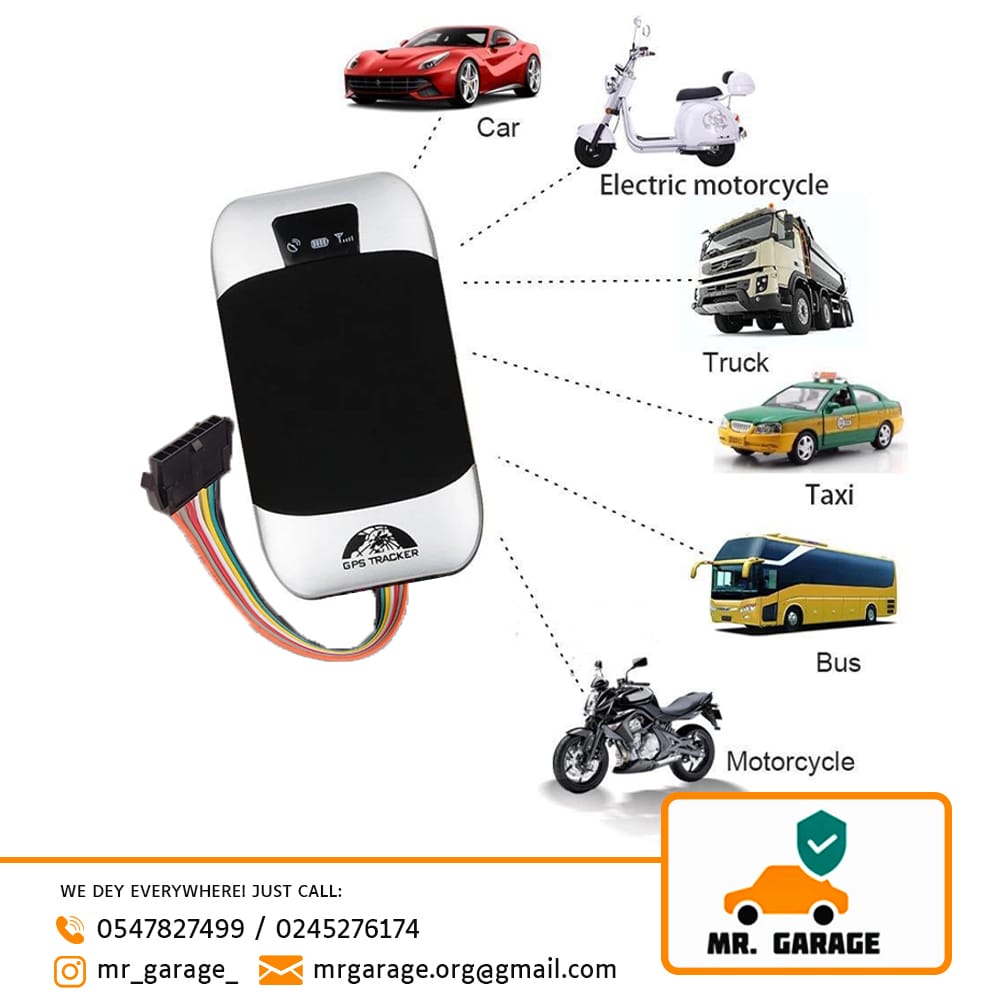 Car
Electric motorcycle
Truck
Taxi
GPS TRACKER
Bus
Motorcycle
WE DEY EVERYWHERE! JUST CALL:
0547827499 / 0245276174
mr_garage_
mrgarage.org@gmail.com
MR. GARAGE